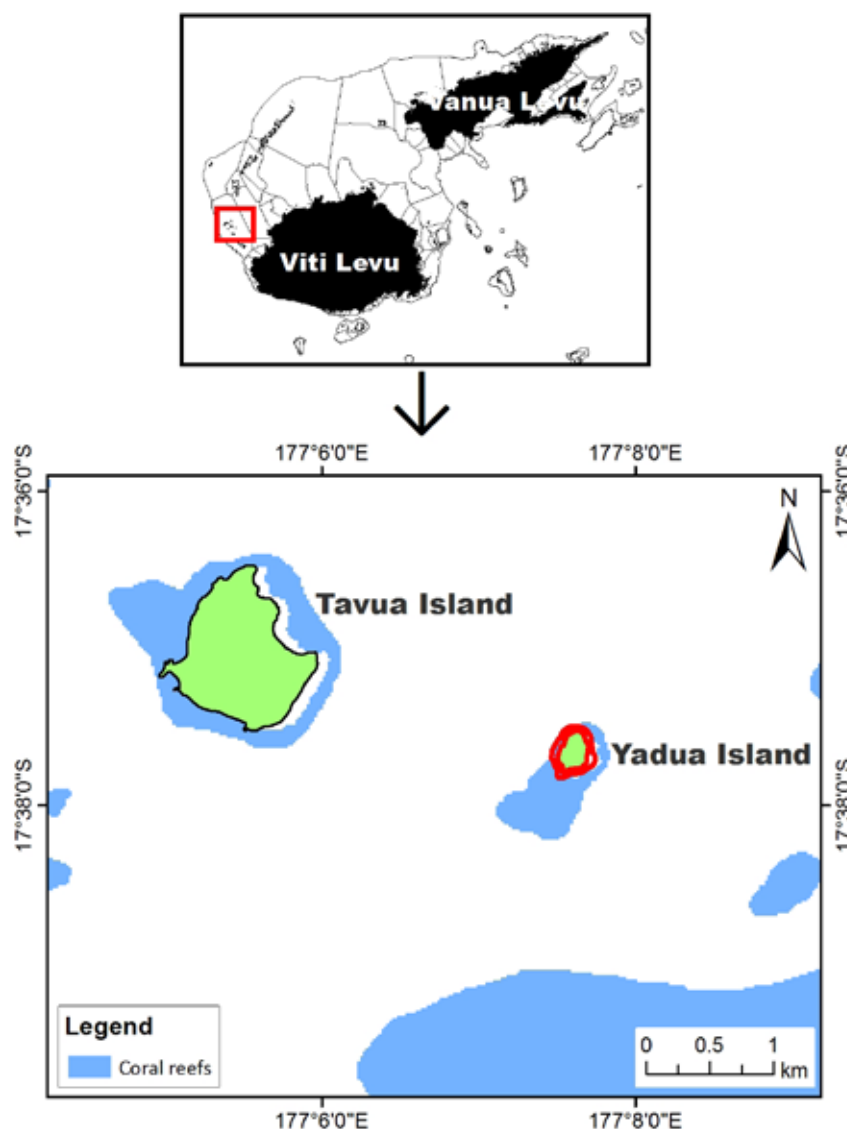 Vanua Levu
Viti Levu
177°6'0"E 177°8'0"E
17°36'0"S 17°36'0"S
N
Tavua Island
Yadua Island
17°38'0"S 17°38'0"S
Legend
Coral reefs
0 0.5 1
km
177°6'0"E 177°8'0"E